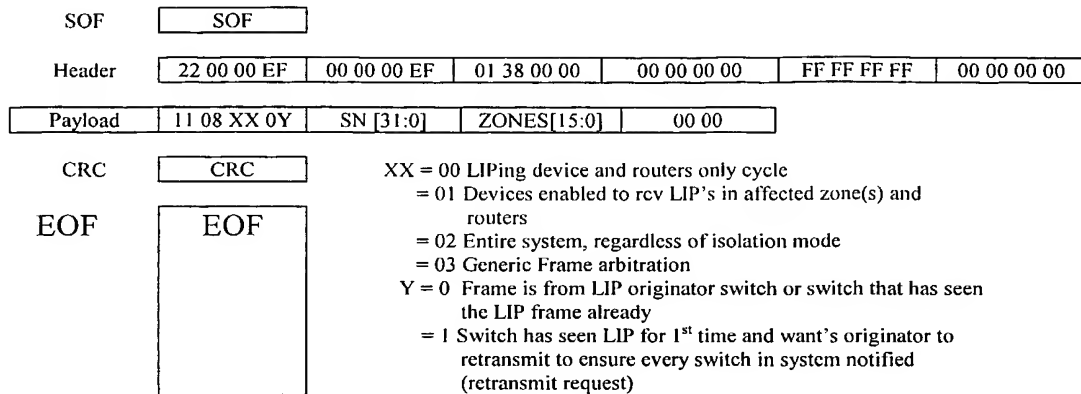 SOF SOF
Header 22 00 00 EF 00 00 00 EF 01 38 00 00 00 00 00 00 FF FF FF FF 00 00 00 00
Payload 11 08 XX 0Y SN [31:0] ZONES[15:0] 00 00
CRC CRC
XX = 00 LIPing device and routers only cycle
= 01 Devices enabled to rcv LIP's in affected zone(s) and
routers
EOF EOF
= 02 Entire system, regardless of isolation mode
= 03 Generic Frame arbitration
Y = 0 Frame is from LIP originator switch or switch that has seen
the LIP frame already
= 1 Switch has seen LIP for 1st time and want's originator to
retransmit to ensure every switch in system notified
(retransmit request)